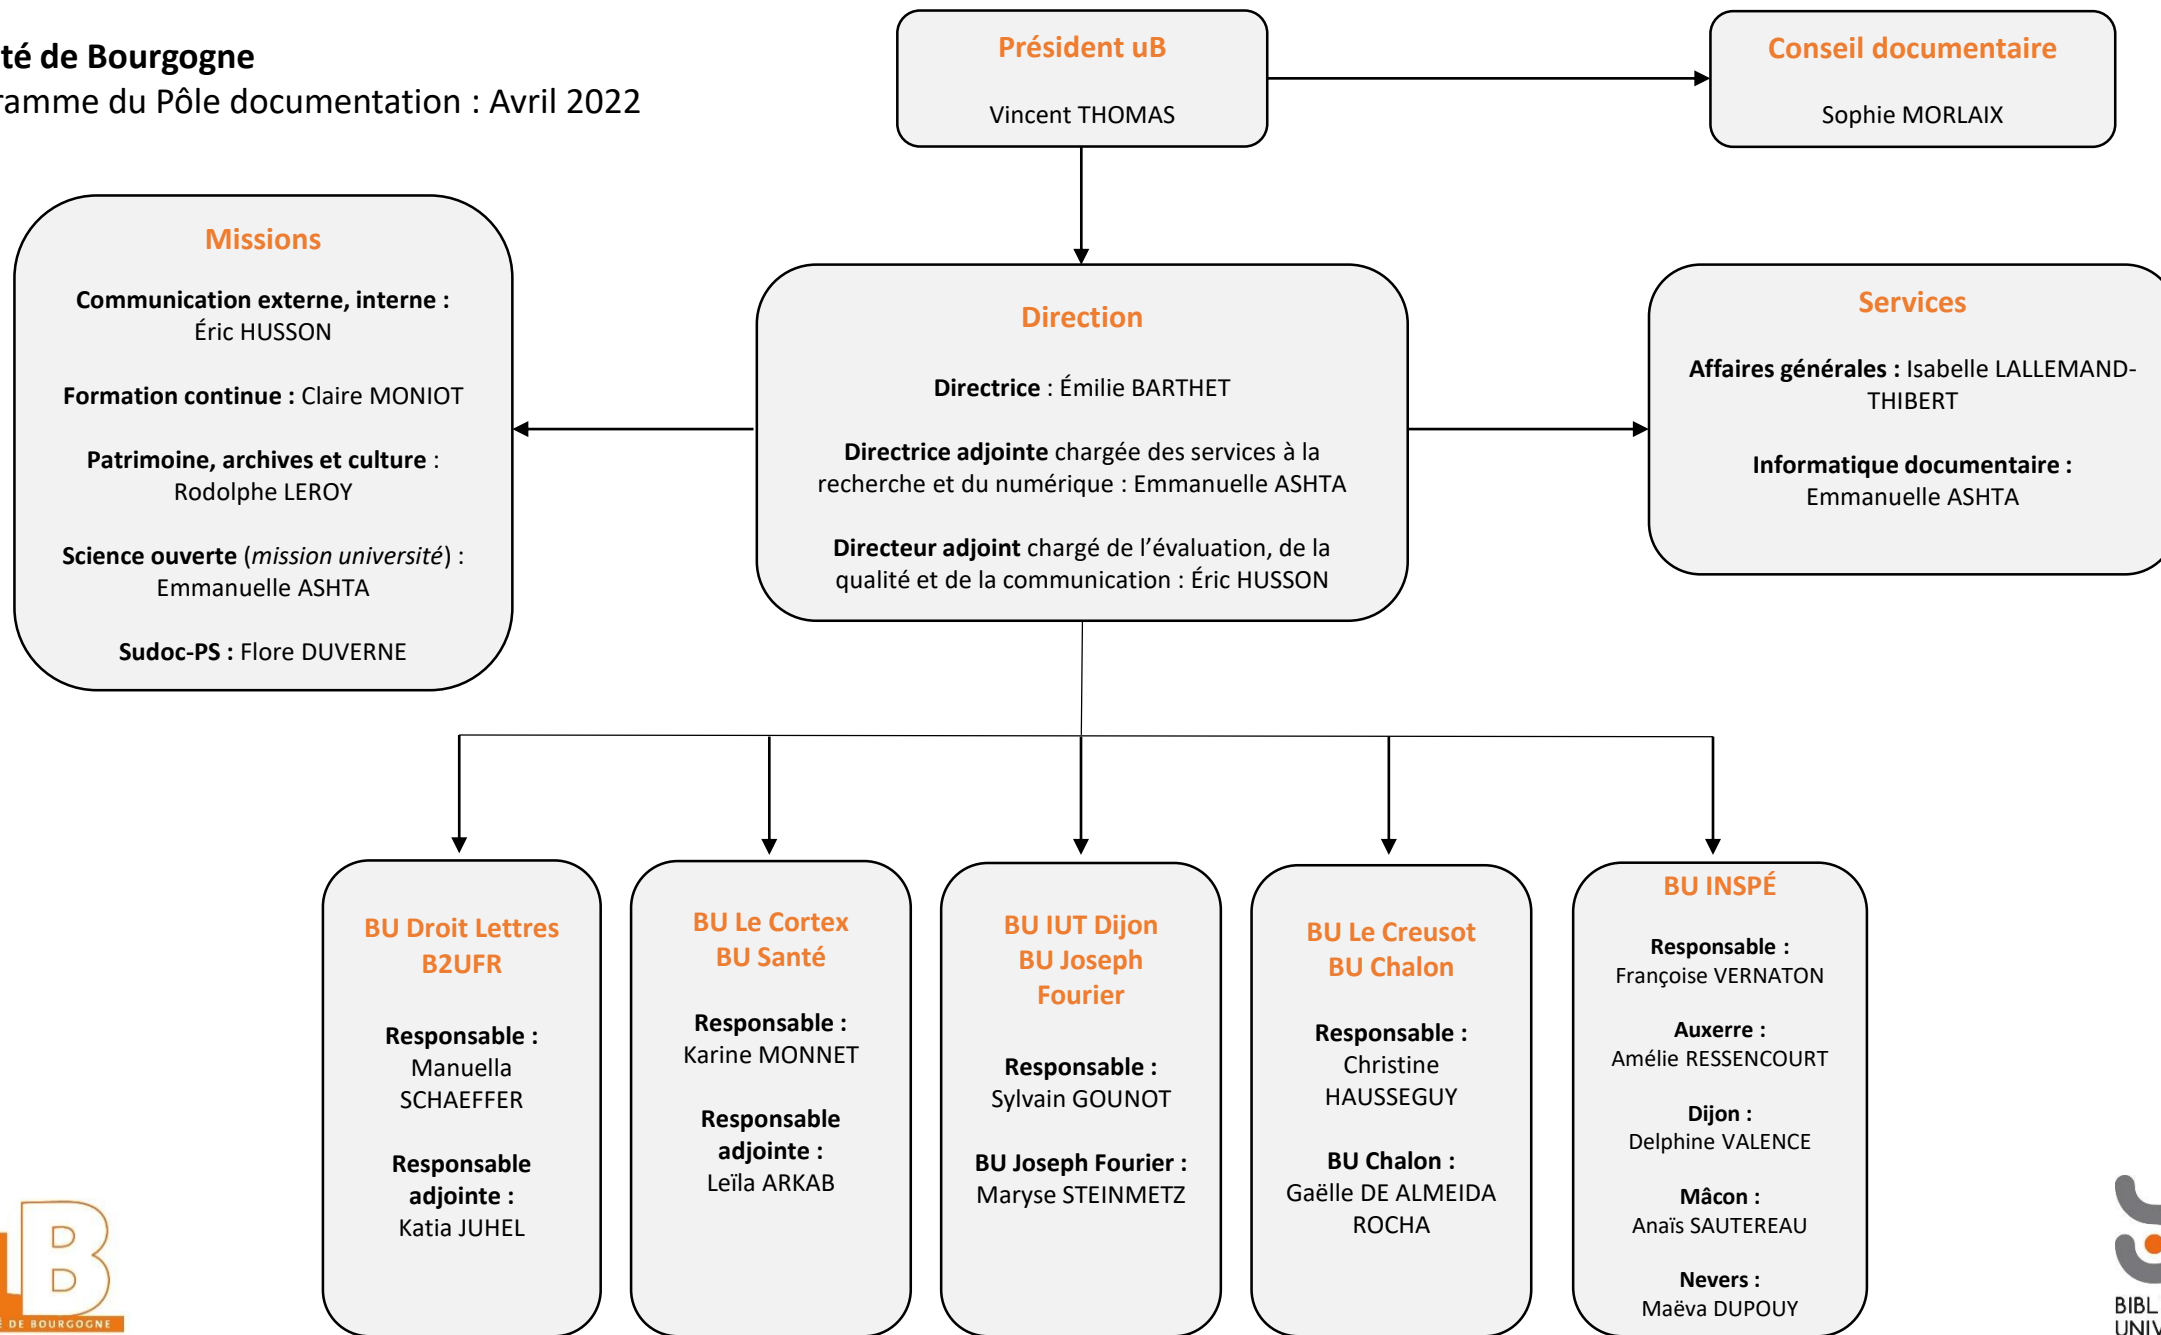 té de Bourgogne
ramme du Pôle documentation : Avril 2022
Président uB
Vincent THOMAS
Conseil documentaire
Sophie MORLAIX
Missions
Communication externe, interne :
Éric HUSSON
Formation continue : Claire MONIOT
Patrimoine, archives et culture :
Rodolphe LEROY
Science ouverte (mission université) :
Emmanuelle ASHTA
Sudoc-PS : Flore DUVERNE
Direction
Directrice : Émilie BARTHET
Directrice adjointe chargée des services à la
recherche et du numérique : Emmanuelle ASHTA
Directeur adjoint chargé de l’évaluation, de la
qualité et de la communication : Éric HUSSON
Services
Affaires générales : Isabelle LALLEMAND-
THIBERT
Informatique documentaire :
Emmanuelle ASHTA
BU Droit Lettres
B2UFR
Responsable :
Manuella
SCHAEFFER
Responsable
adjointe :
Katia JUHEL
BU Le Cortex
BU Santé
Responsable :
Karine MONNET
Responsable
adjointe :
Leïla ARKAB
BU IUT Dijon
BU Joseph
Fourier
Responsable :
Sylvain GOUNOT
BU Joseph Fourier :
Maryse STEINMETZ
BU Le Creusot
BU Chalon
Responsable :
Christine
HAUSSEGUY
BU Chalon :
Gaëlle DE ALMEIDA
ROCHA
BU INSPÉ
Responsable :
Françoise VERNATON
Auxerre :
Amélie RESSENCOURT
Dijon :
Delphine VALENCE
Mâcon :
Anaïs SAUTEREAU
Nevers :
Maëva DUPOUY
B
É DE BOURGOGNE
BIBL
UNIV